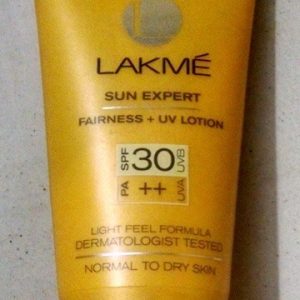 LAKMÉ
SUN EXPERT
FAIRNESS + UV LOTION
PA SPF 30 ++ UVA UVB
LIGHT FEEL FORMULA
DERMATOLOGIST TESTED
NORMAL TO DRY SKIN